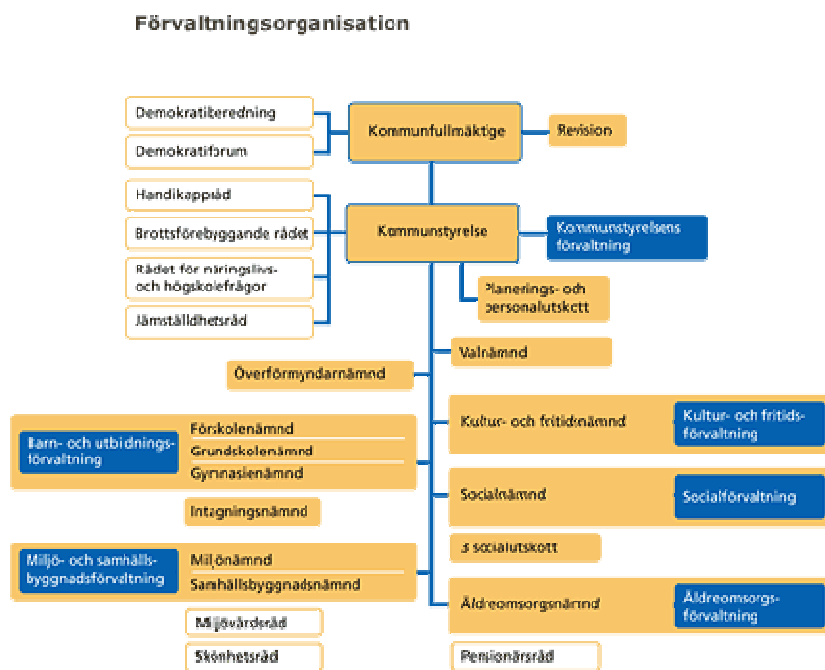 Förvaltningsorganisation
Demokratiberedning
Demokratiforum
Kommunfullmäktige
Revision
Handikappråd
Brottsförebyggande rådet
Rådet för näringslivs-
och högskolefrågor
Jämställdhetsråd
Kommunstyrelse
Kommunstyrelsens
förvaltning
Planerings- och
personalutskott
Valnämnd
Överförmyndarnämnd
Barn- och utbidnings-
förvaltning
Förskolenämnd
Grundskolenämnd
Gymnasienämnd
Intagningsnämnd
Kultur- och fritidsnämnd
Kultur- och fritids-
förvaltning
Socialnämnd
Socialförvaltning
3 socialutskott
Miljö- och samhälls-
byggnadsförvaltning
Miljönämnd
Samhällsbyggnadsnämnd
Miljövårdsråd
Skönhetsråd
Äldreomsorgsnämnd
Äldreomsorgs-
förvaltning
Pensionärsråd